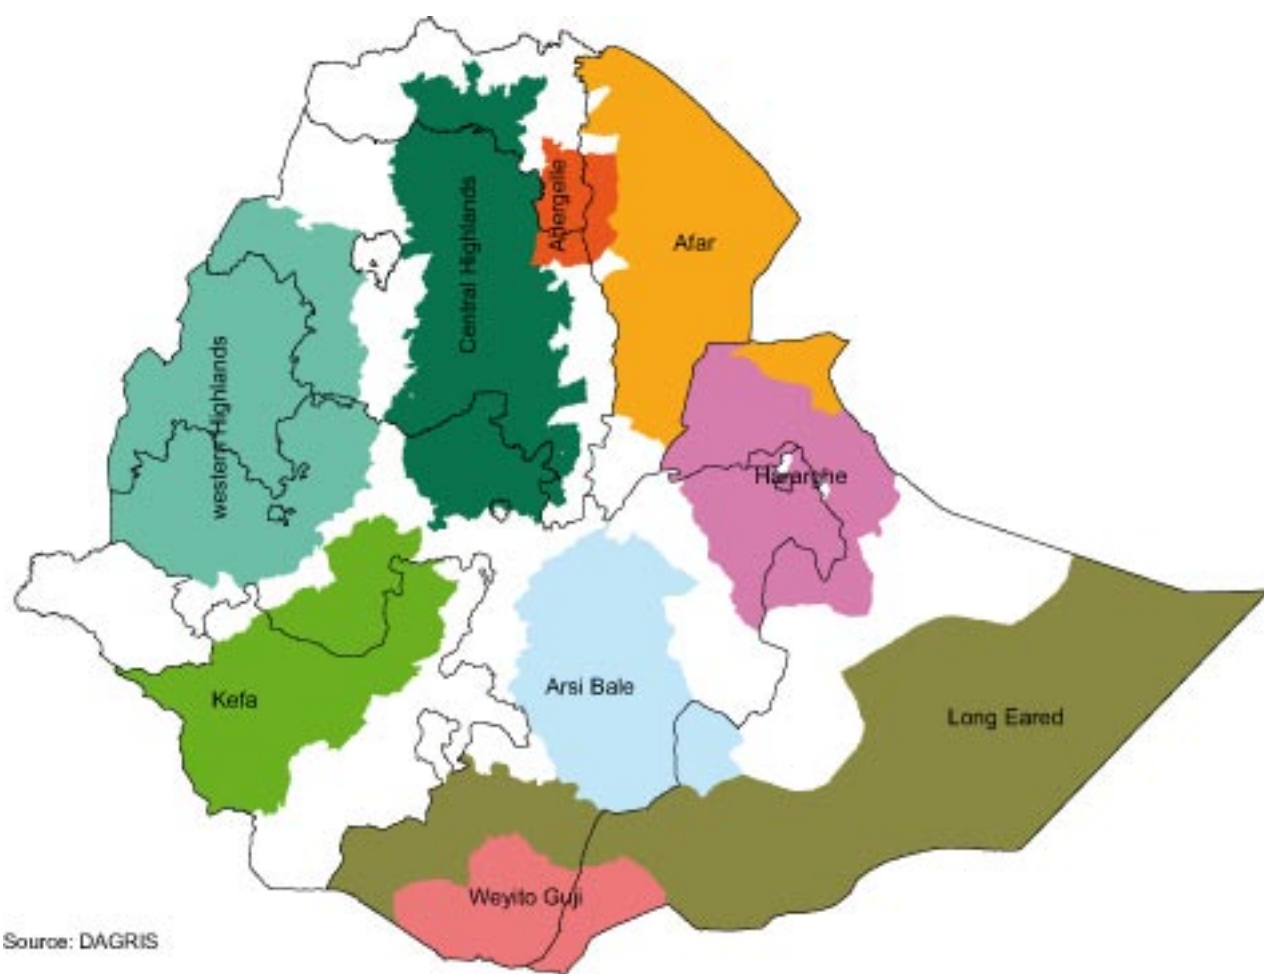 Abergelle
Afar
Central Highlands
western Highlands
Hararghe
Kefa
Arsi Bale
Long Eared
Weyito Guji
Source: DAGRIS